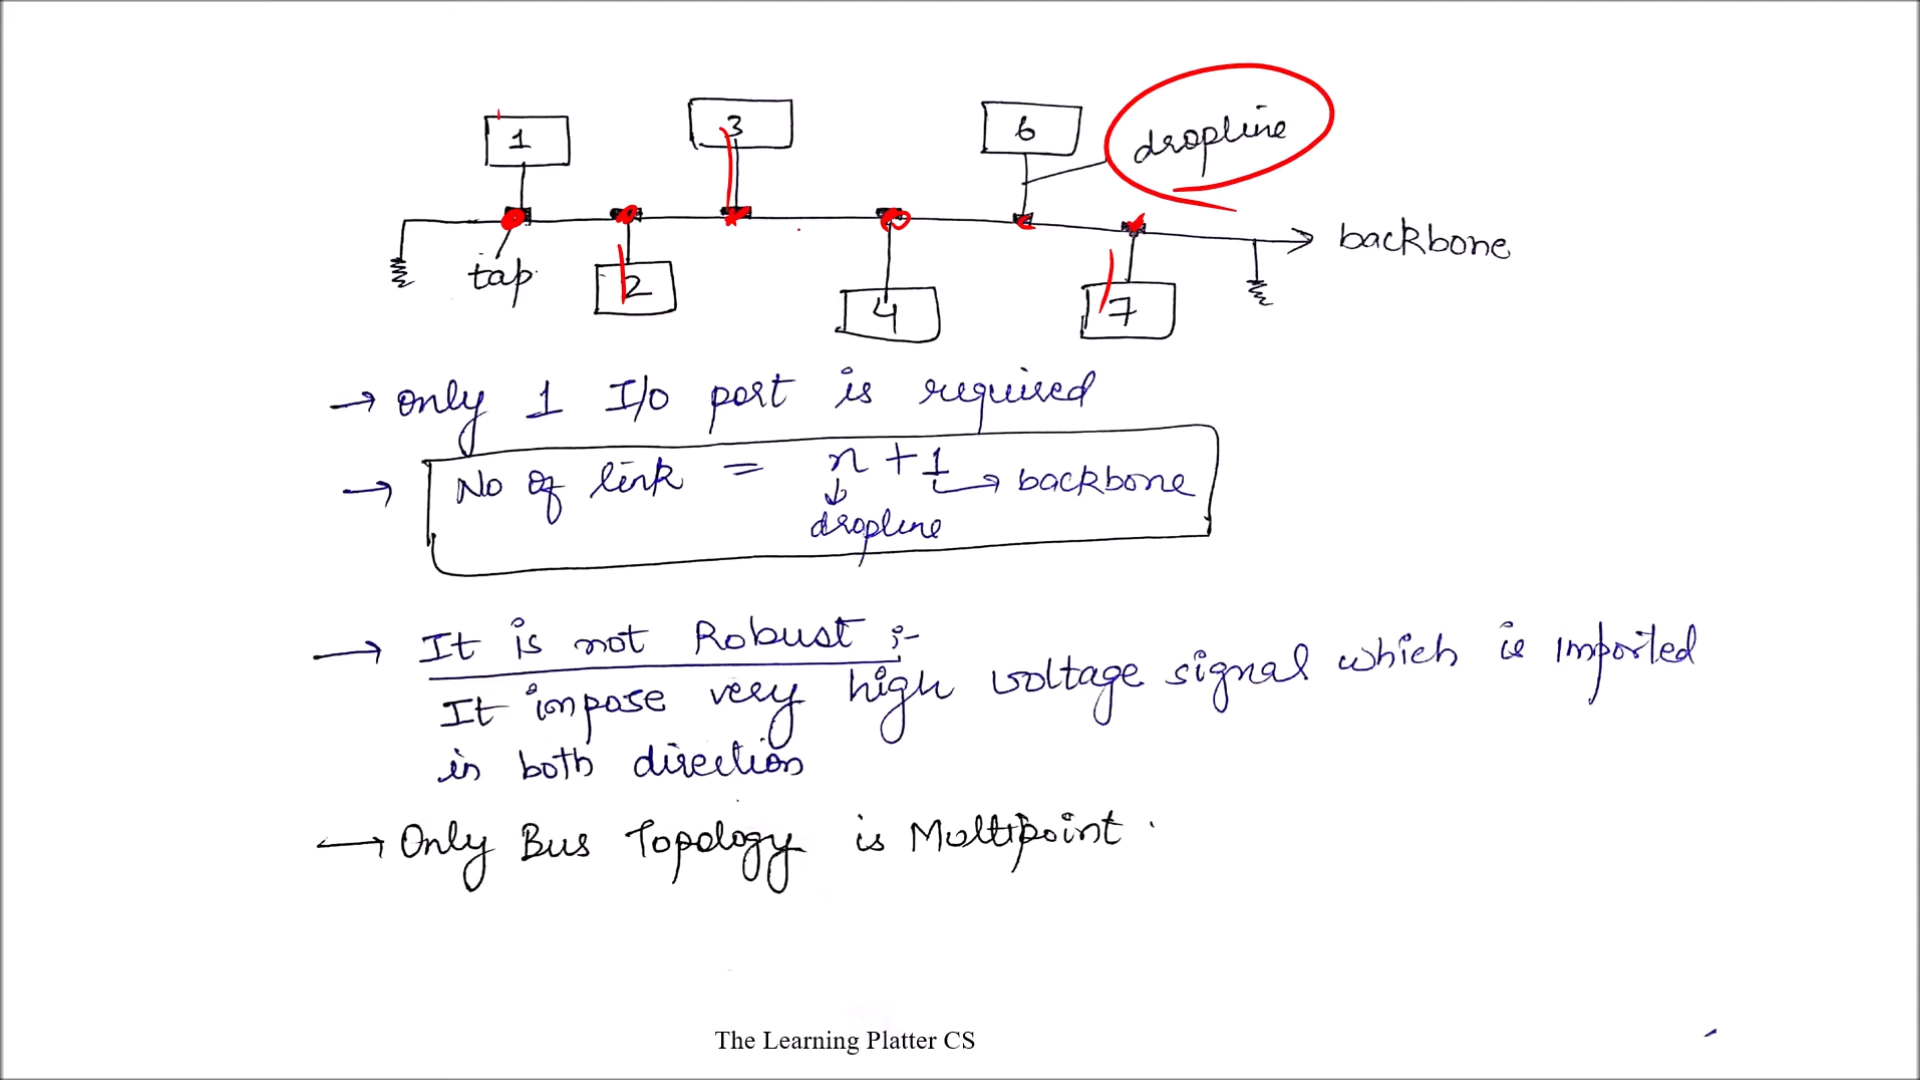 1
3
6
dropline
backbone
tap
2
4
7
→ Only 1 I/o port is required
→ No of link = n + 1 → backbone
dropline
→ It is not Robust :-
It impose very high voltage signal which is
in both direction
→ Only Bus Topology is Multipoint .
The Learning Platter CS